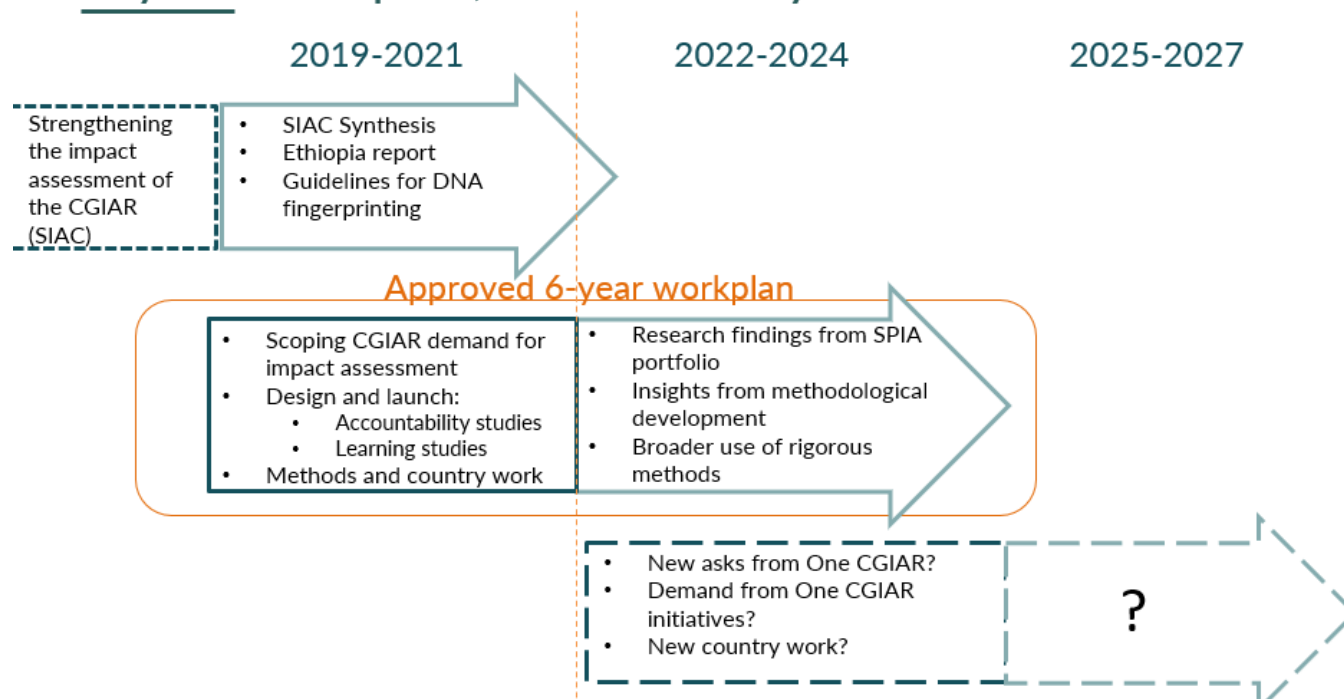 2019-2021
2022-2024
2025-2027
Strengthening
the impact
assessment of
the CGIAR
(SIAC)
• SIAC Synthesis
• Ethiopia report
• Guidelines for DNA
fingerprinting
Approved 6-year workplan
• Scoping CGIAR demand for
impact assessment
• Design and launch:
• Accountability studies
• Learning studies
• Methods and country work
• Research findings from SPIA
portfolio
• Insights from methodological
development
• Broader use of rigorous
methods
• New asks from One CGIAR?
• Demand from One CGIAR
initiatives?
• New country work?
?